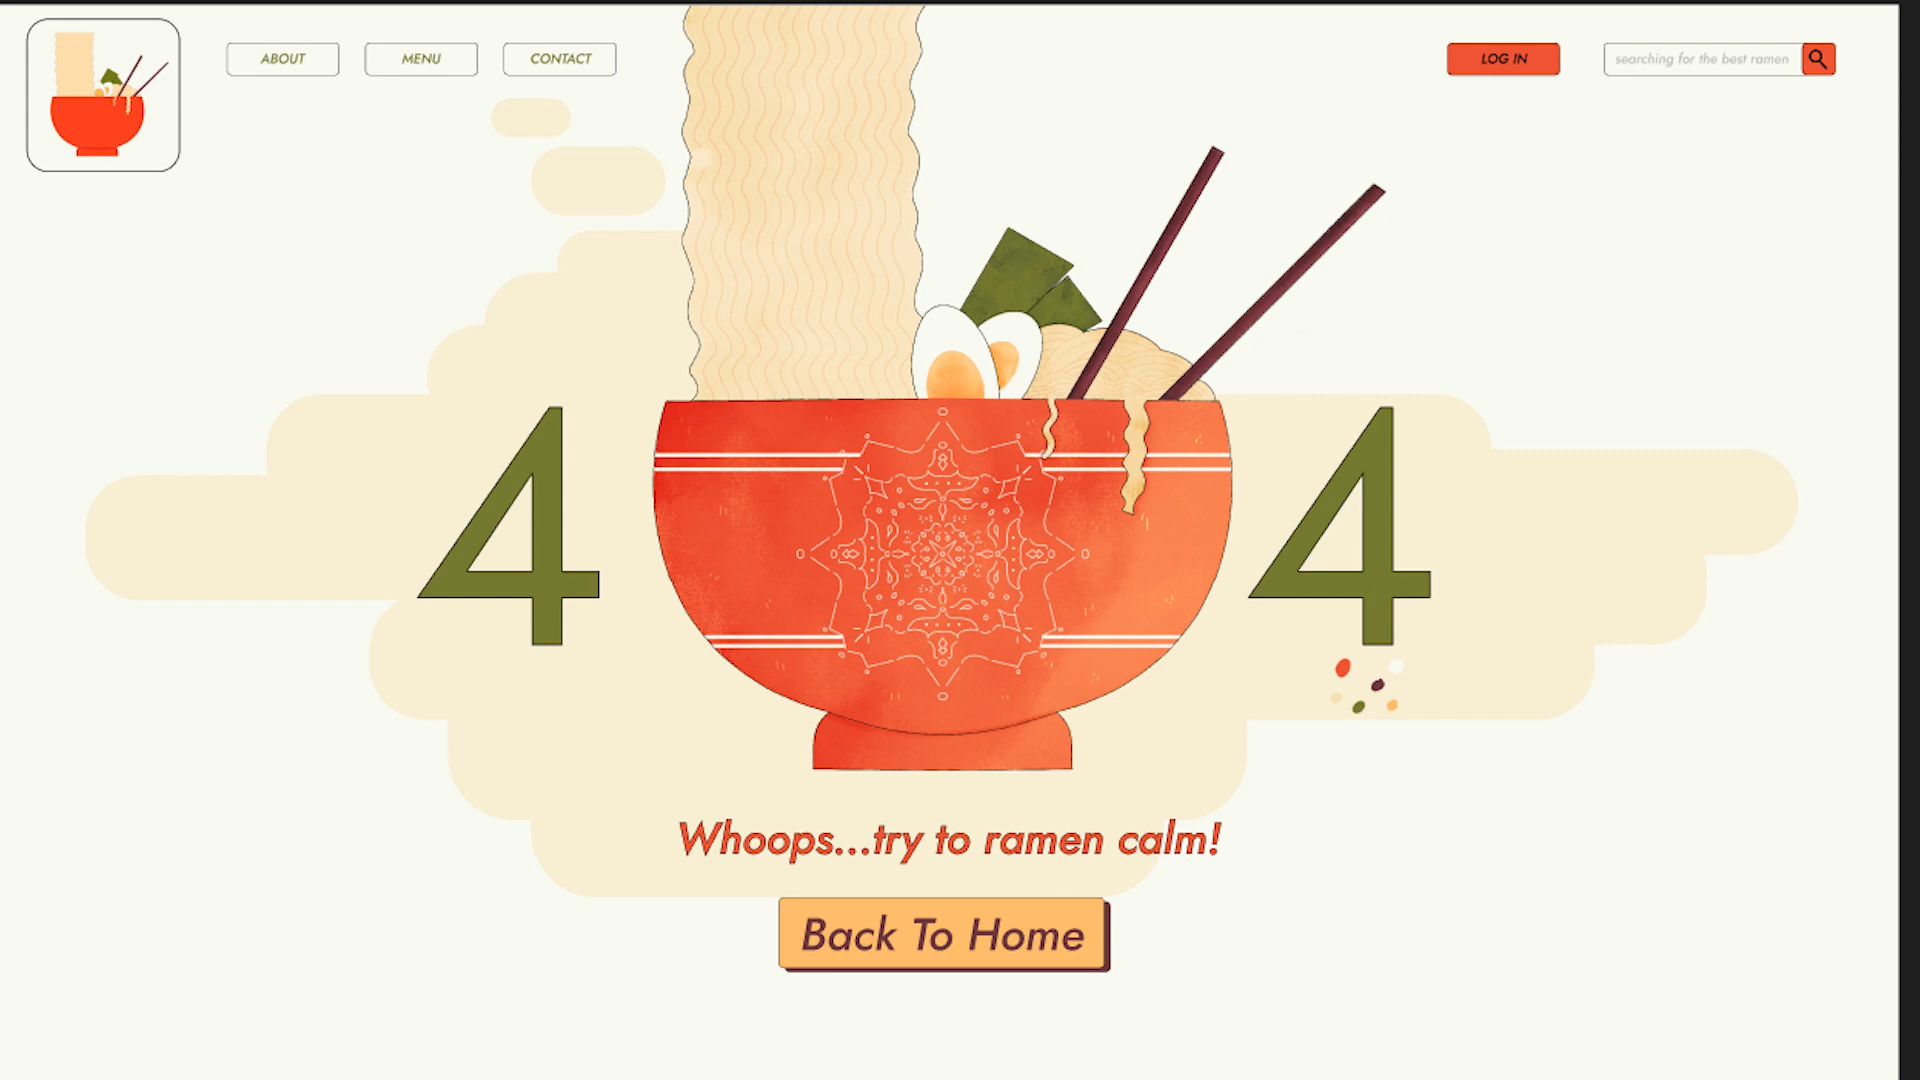 ABOUT
MENU
CONTACT
LOG IN
searching for the best ramen
4 4
Whoops...try to ramen calm!
Back To Home